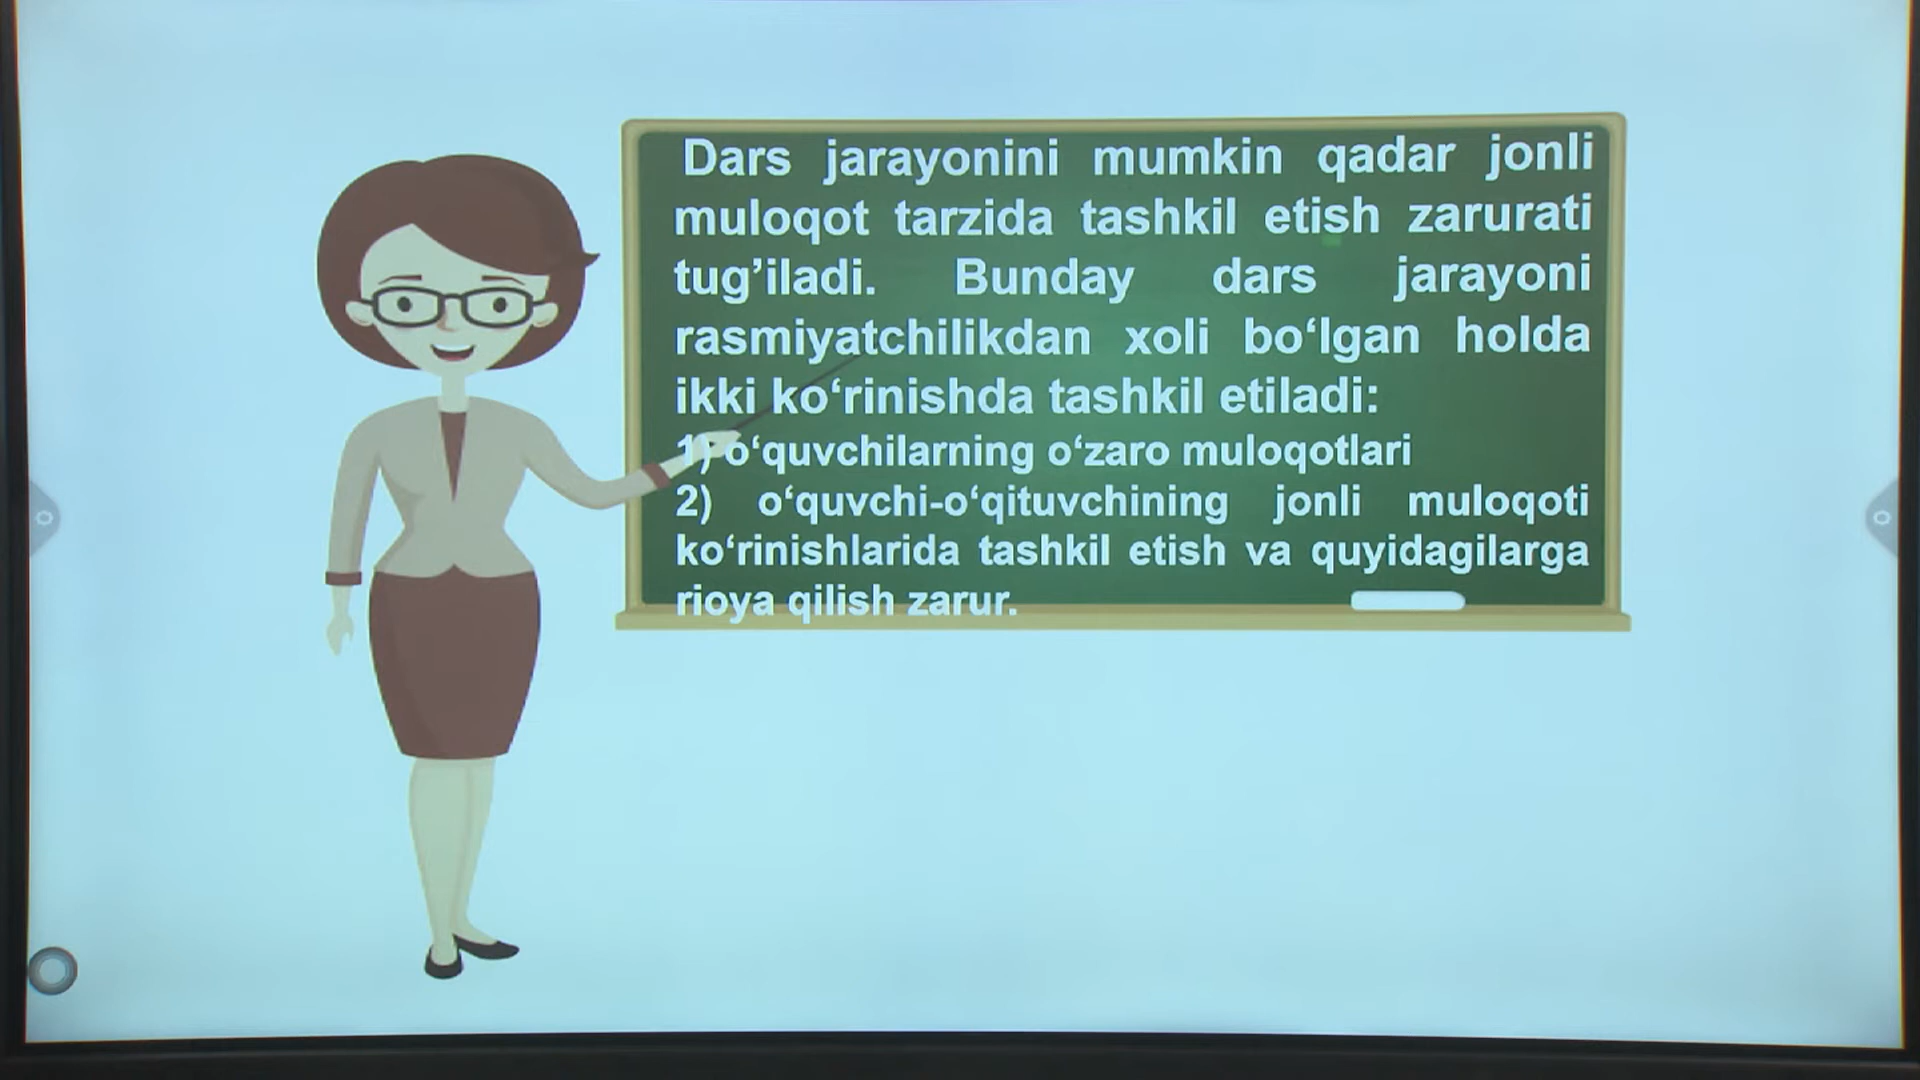 Dars jarayonini mumkin qadar jonli
muloqot tarzida tashkil etish zarurati
tug’iladi. Bunday dars jarayoni
rasmiyatchilikdan xoli bo‘lgan holda
ikki ko‘rinishda tashkil etiladi:
1) o‘quvchilarning o‘zaro muloqotlari
2) o‘quvchi-o‘qituvchining jonli muloqoti
ko‘rinishlarida tashkil etish va quyidagilarga
rioya qilish zarur.